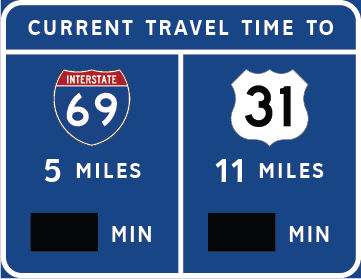 CURRENT TRAVEL TIME TO
INTERSTATE
69
5 MILES
MIN
31
11 MILES
MIN